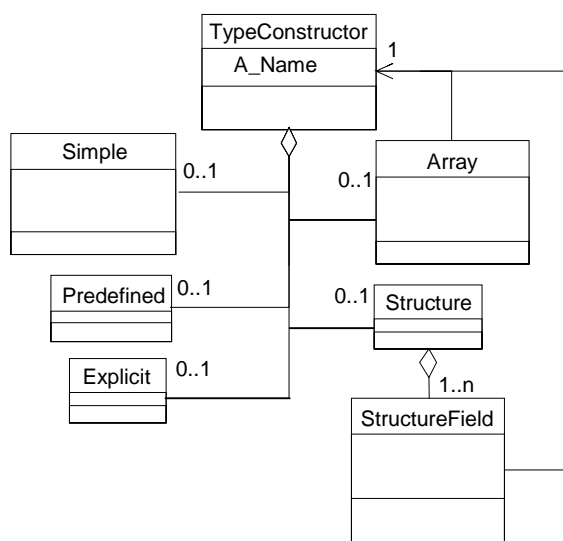 TypeConstructor
A_Name
1
Simple
0..1
0..1
Array
Predefined
0..1
0..1
Structure
Explicit
0..1
1..n
StructureField